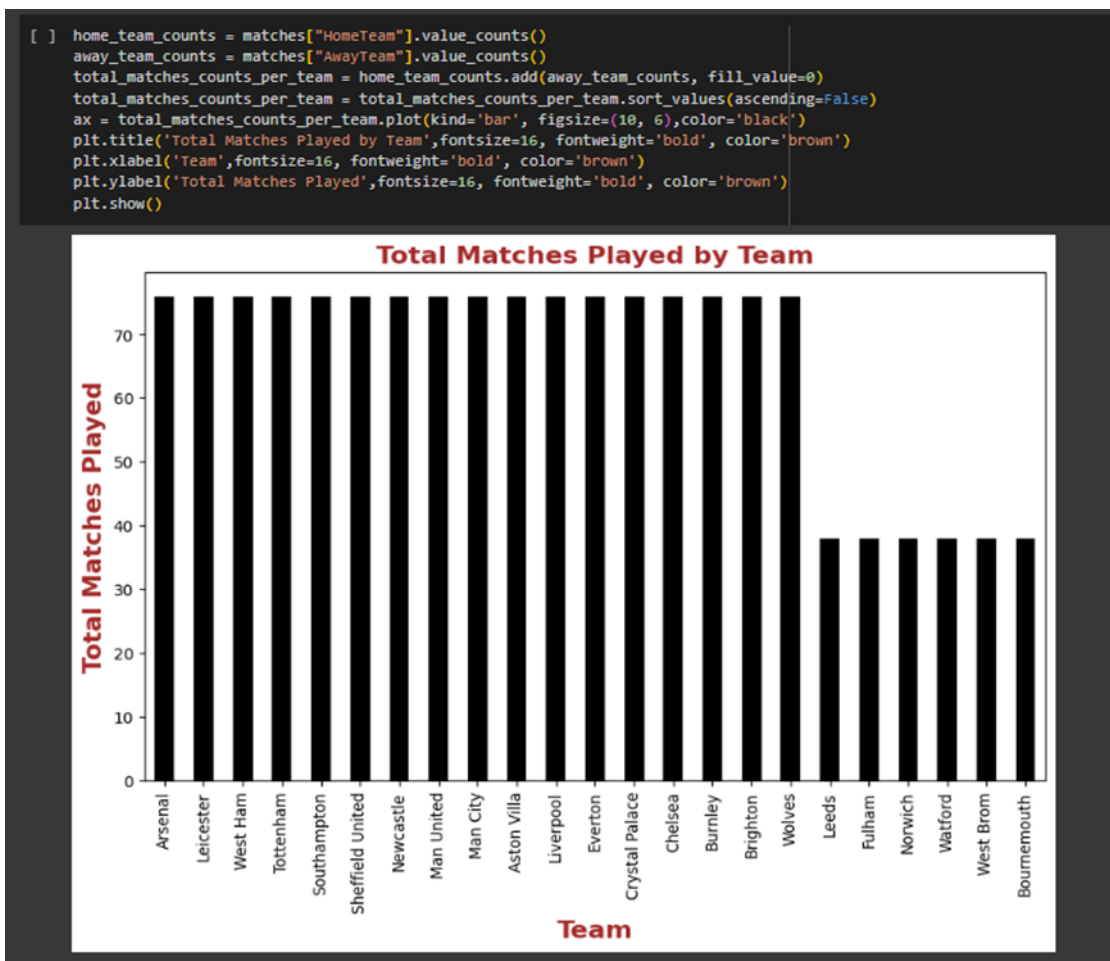 [ ] home_team_counts = matches["HomeTeam"].value_counts()
away_team_counts = matches["AwayTeam"].value_counts()
total_matches_counts_per_team = home_team_counts.add(away_team_counts, fill_value=0)
total_matches_counts_per_team = total_matches_counts_per_team.sort_values(ascending=False)
ax = total_matches_counts_per_team.plot(kind='bar', figsize=(10, 6),color='black')
plt.title('Total Matches Played by Team',fontsize=16, fontweight='bold', color='brown')
plt.xlabel('Team',fontsize=16, fontweight='bold', color='brown')
plt.ylabel('Total Matches Played',fontsize=16, fontweight='bold', color='brown')
plt.show()
Total Matches Played by Team
Total Matches Played
70
60
50
40
30
20
10
0
Arsenal
Leicester
West Ham
Tottenham
Southampton
Sheffield United
Newcastle
Man United
Man City
Aston Villa
Liverpool
Everton
Crystal Palace
Chelsea
Burnley
Brighton
Wolves
Leeds
Fulham
Norwich
Watford
West Brom
Bournemouth
Team